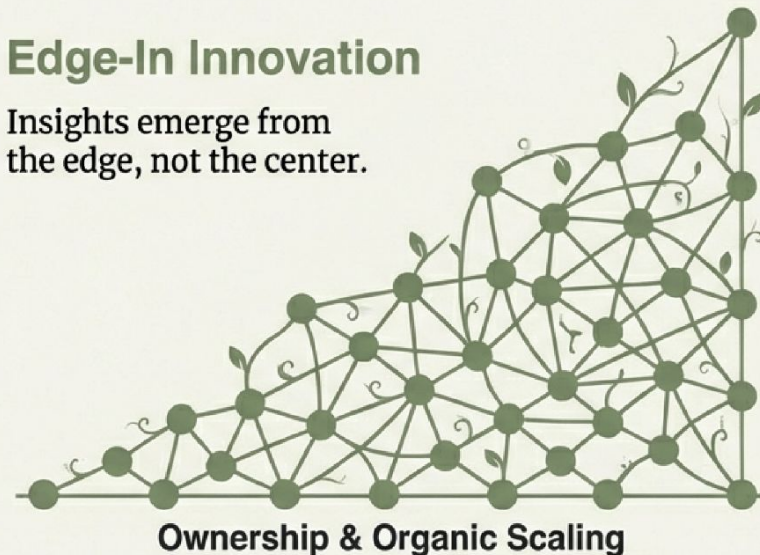 Edge-In Innovation
Insights emerge from
the edge, not the center.
Ownership & Organic Scaling